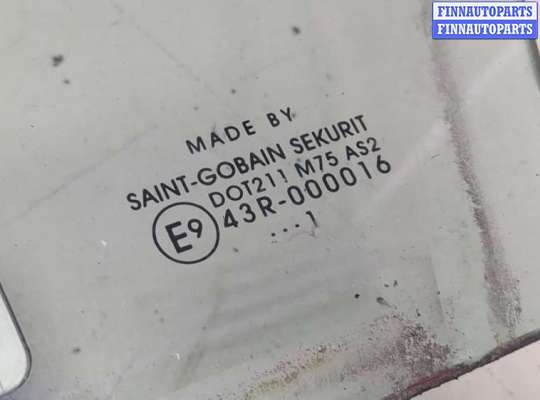 FINNAUTOPARTS
FINNAUTOPARTS
MADE BY
SAINT-GOBAIN SEKURIT
DOT211 M75 AS2
E9 43R-000016
...1